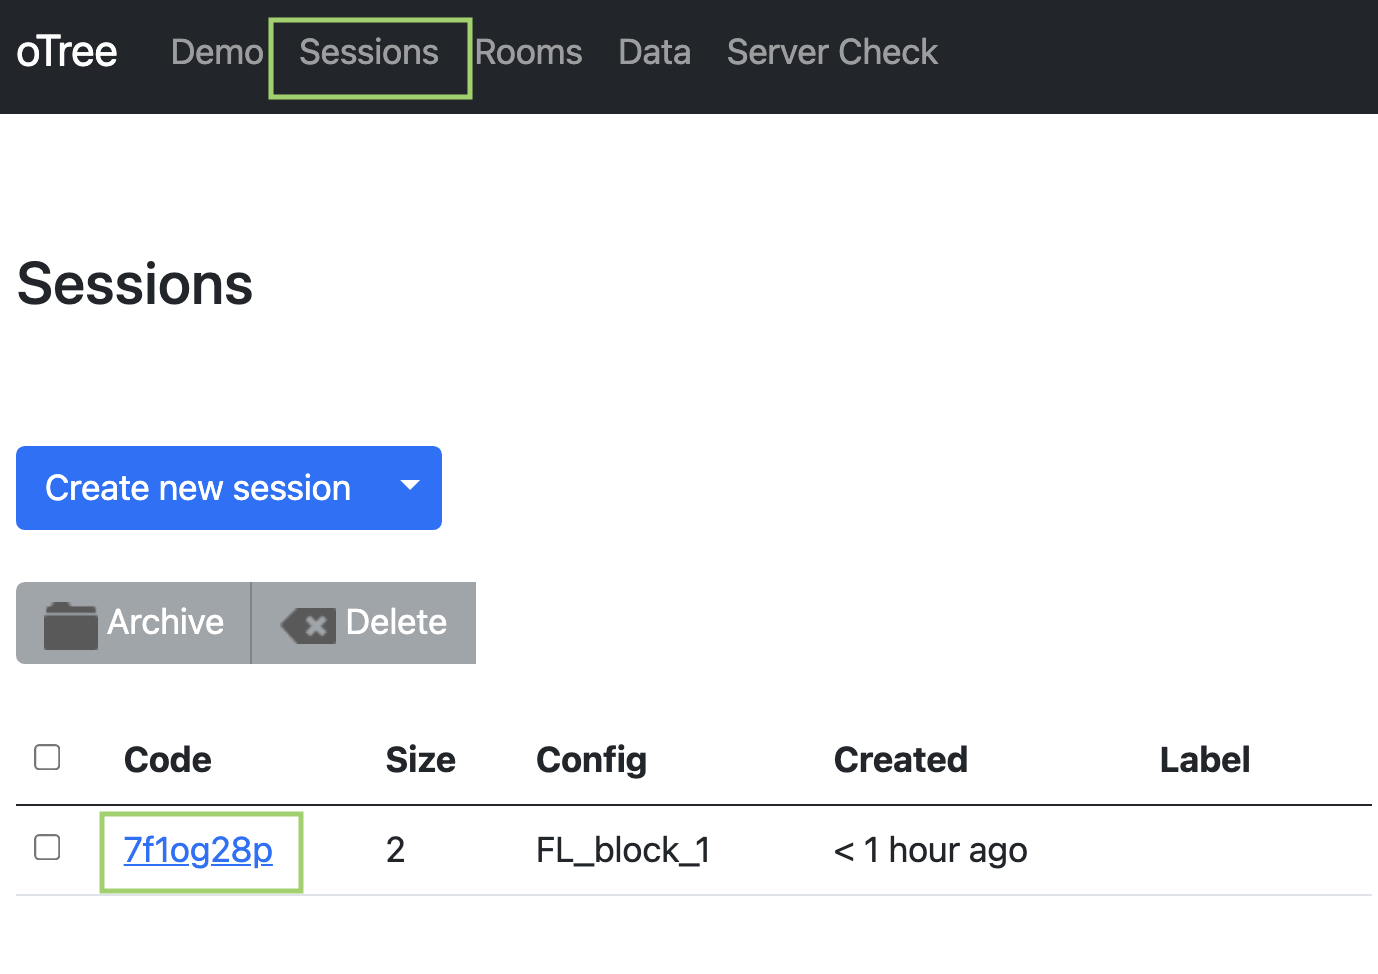 oTree Demo Sessions Rooms Data Server Check
Sessions
Create new session
Archive Delete
Code Size Config Created Label
7f1og28p 2 FL_block_1 < 1 hour ago